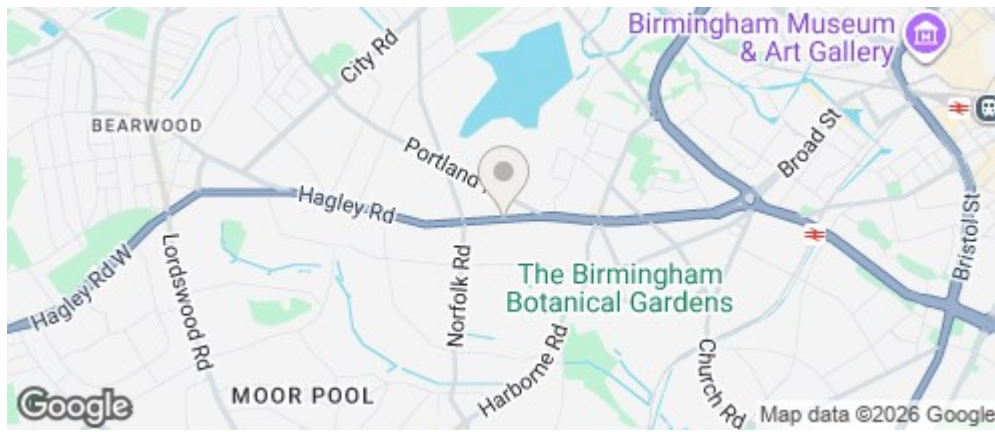 Birmingham Museum
& Art Gallery
City Rd
BEARWOOD
Broad St
Portland
Hagley Rd
Bristol St
Lordswood Rd
Hagley Rd W
Norfolk Rd
The Birmingham
Botanical Gardens
Harborne Rd
Church Rd
MOOR POOL
Google
Map data ©2026 Google